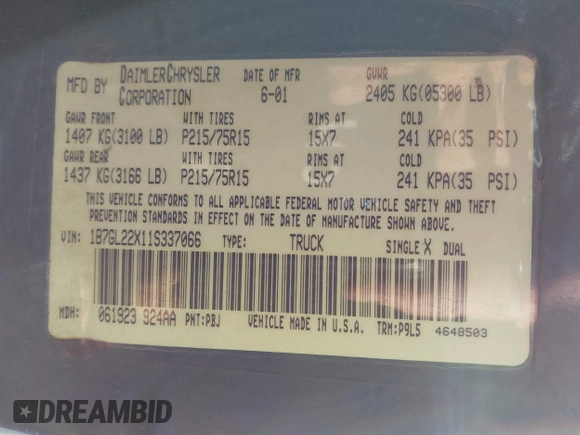 MFD BY DAIMLERCHRYSLER CORPORATION DATE OF MFR 6-01 GVWR 2405 KG(05300 LB)
GAWR FRONT WITH TIRES RIMS AT COLD
1407 KG(3100 LB) P215/75R15 15X7 241 KPA(35 PSI)
GAWR REAR WITH TIRES RIMS AT COLD
1437 KG(3166 LB) P215/75R15 15X7 241 KPA(35 PSI)
THIS VEHICLE CONFORMS TO ALL APPLICABLE FEDERAL MOTOR VEHICLE SAFETY AND THEFT
PREVENTION STANDARDS IN EFFECT ON THE DATE OF MANUFACTURE SHOWN ABOVE.
VIN: 1B7GL22X11S337066 TYPE: TRUCK SINGLE X DUAL
MDH: 061923 924AA PNT:PBJ VEHICLE MADE IN U.S.A. TRM:P9L5 4648503
DREAMBID